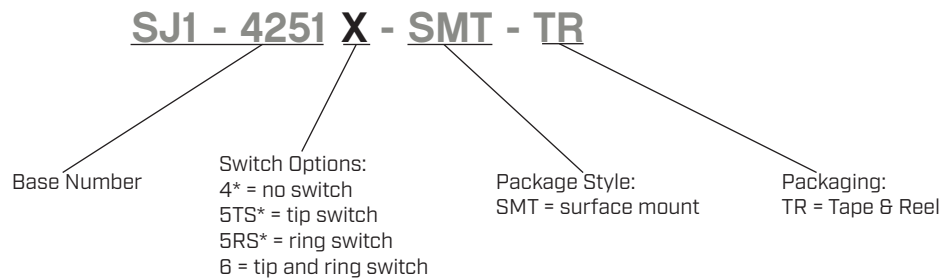 SJ1 - 4251 X - SMT - TR
Base Number
Switch Options:
4* = no switch
5TS* = tip switch
5RS* = ring switch
6 = tip and ring switch
Package Style:
SMT = surface mount
Packaging:
TR = Tape & Reel